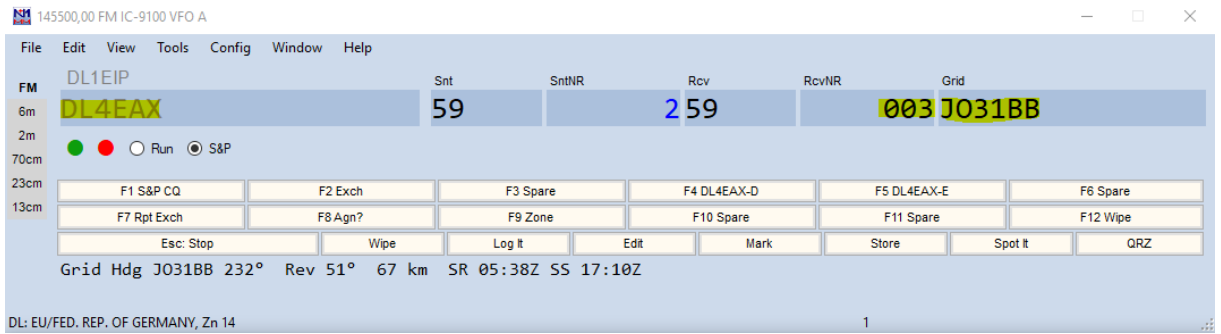 145500,00 FM IC-9100 VFO A
File Edit View Tools Config Window Help
DL1EIP Snt SntNR Rcv RcvNR Grid
FM
DL4EAX 59 2 59 003 JO31BB
6m
2m
Run S&P
70cm
23cm
F1 S&P CQ F2 Exch F3 Spare F4 DL4EAX-D F5 DL4EAX-E F6 Spare
13cm
F7 Rpt Exch F8 Agn? F9 Zone F10 Spare F11 Spare F12 Wipe
Esc: Stop Wipe Log It Edit Mark Store Spot It QRZ
Grid Hdg JO31BB 232° Rev 51° 67 km SR 05:38Z SS 17:10Z
DL: EU/FED. REP. OF GERMANY, Zn 14 1